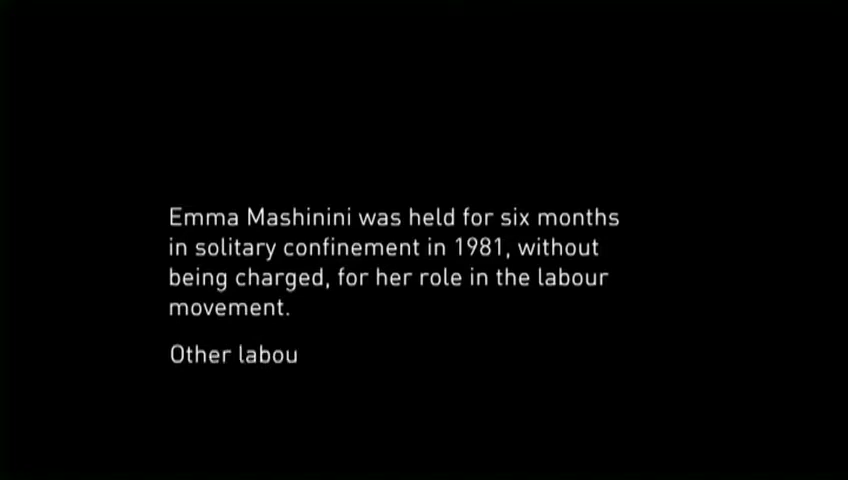 Emma Mashinini was held for six months
in solitary confinement in 1981, without
being charged, for her role in the labour
movement.
Other labou